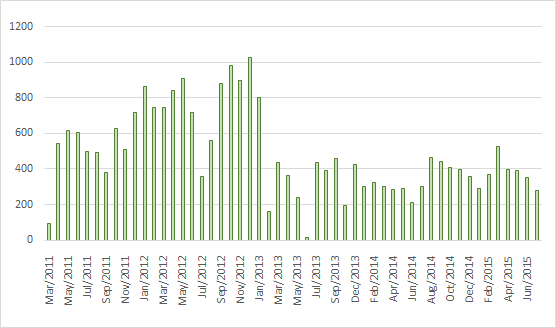 1200
1000
800
600
400
200
0
Mar/2011
May/2011
Jul/2011
Sep/2011
Nov/2011
Jan/2012
Mar/2012
May/2012
Jul/2012
Sep/2012
Nov/2012
Jan/2013
Mar/2013
May/2013
Jul/2013
Sep/2013
Dec/2013
Feb/2014
Apr/2014
Jun/2014
Aug/2014
Oct/2014
Dec/2014
Feb/2015
Apr/2015
Jun/2015